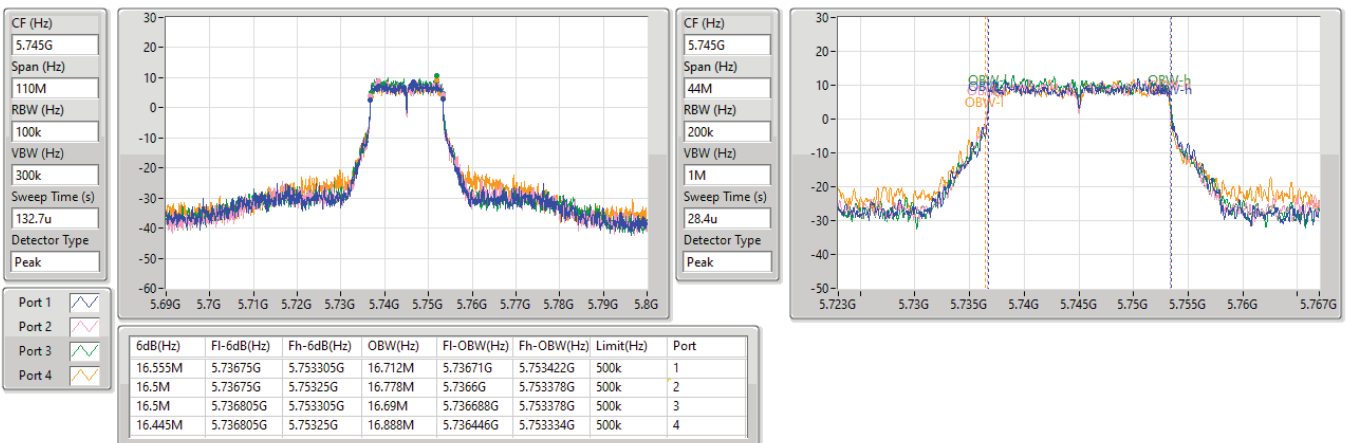 CF (Hz)
5.745G
Span (Hz)
110M
RBW (Hz)
100k
VBW (Hz)
300k
Sweep Time (s)
132.7u
Detector Type
Peak
30
20
10
0
-10
-20
-30
-40
-50
-60
5.69G 5.7G 5.71G 5.72G 5.73G 5.74G 5.75G 5.76G 5.77G 5.78G 5.79G 5.8G
CF (Hz)
5.745G
Span (Hz)
44M
RBW (Hz)
200k
VBW (Hz)
1M
Sweep Time (s)
28.4u
Detector Type
Peak
30
20
10
0
-10
-20
-30
-40
-50
OBW-l
OBW-h
5.723G 5.73G 5.735G 5.74G 5.745G 5.75G 5.755G 5.76G 5.767G
Port 1
Port 2
Port 3
Port 4
6dB(Hz) Fl-6dB(Hz) Fh-6dB(Hz) OBW(Hz) Fl-OBW(Hz) Fh-OBW(Hz) Limit(Hz) Port
16.555M 5.73675G 5.753305G 16.712M 5.73671G 5.753422G 500k 1
16.5M 5.73675G 5.75325G 16.778M 5.7366G 5.753378G 500k 2
16.5M 5.736805G 5.753305G 16.69M 5.736688G 5.753378G 500k 3
16.445M 5.736805G 5.75325G 16.888M 5.736446G 5.753334G 500k 4